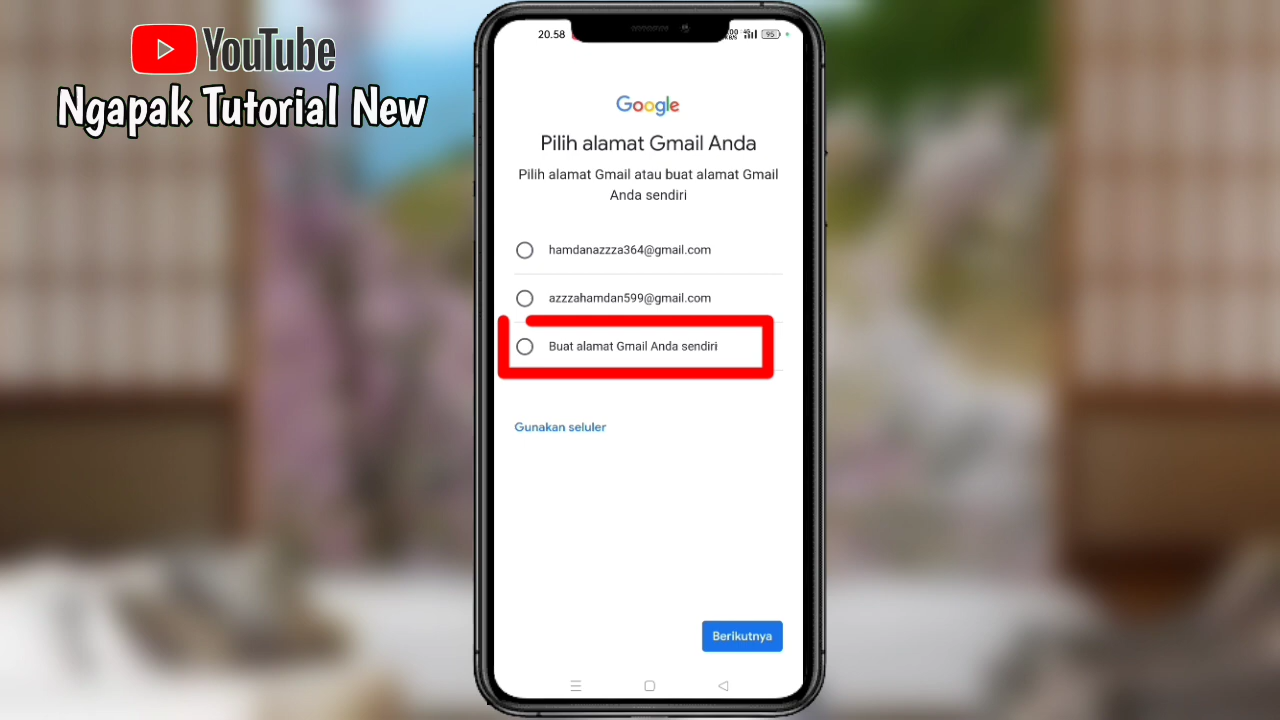 YouTube
Ngapak Tutorial New
20.58
95
Google
Pilih alamat Gmail Anda
Pilih alamat Gmail atau buat alamat Gmail
Anda sendiri
hamdanazzza364@gmail.com
azzzahamdan599@gmail.com
Buat alamat Gmail Anda sendiri
Gunakan seluler
Berikutnya